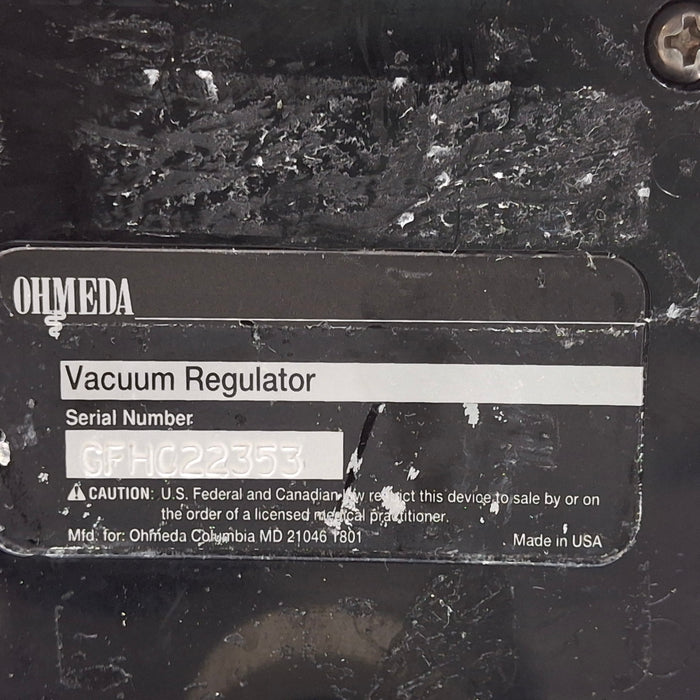 OHMEDA
Vacuum Regulator
Serial Number
GFHC22353
CAUTION: U.S. Federal and Canadian law restrict this device to sale by or on
the order of a licensed medical practitioner.
Mfd. for: Ohmeda Columbia MD 21046 1801
Made in USA